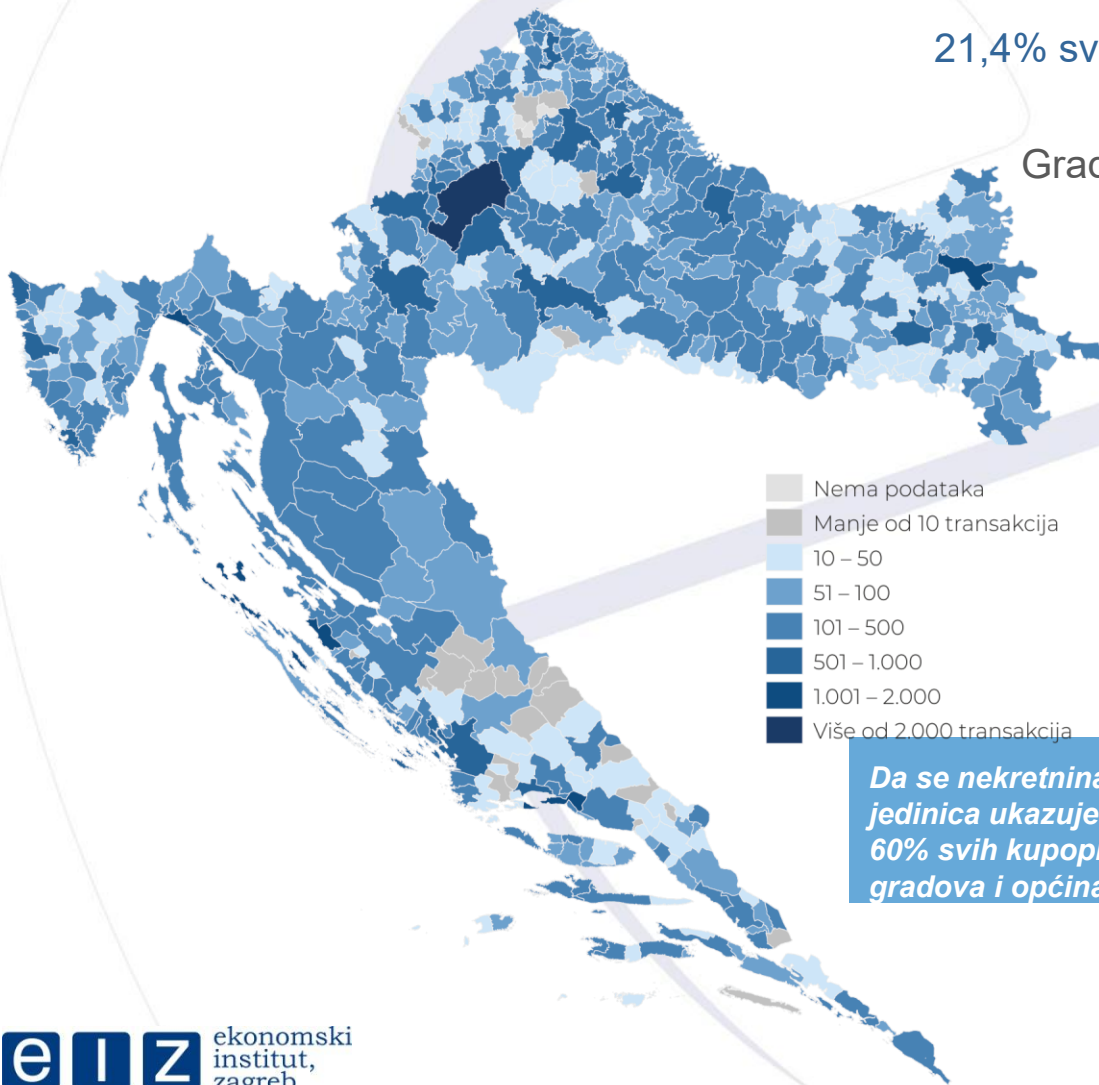 21,4% sv
Grad
Nema podataka
Manje od 10 transakcija
10 – 50
51 – 100
101 – 500
501 – 1.000
1.001 – 2.000
Više od 2.000 transakcija
Da se nekretnina
jedinica ukazuje
60% svih kupopr
gradova i općina
eIZ ekonomski
institut,
zagreb